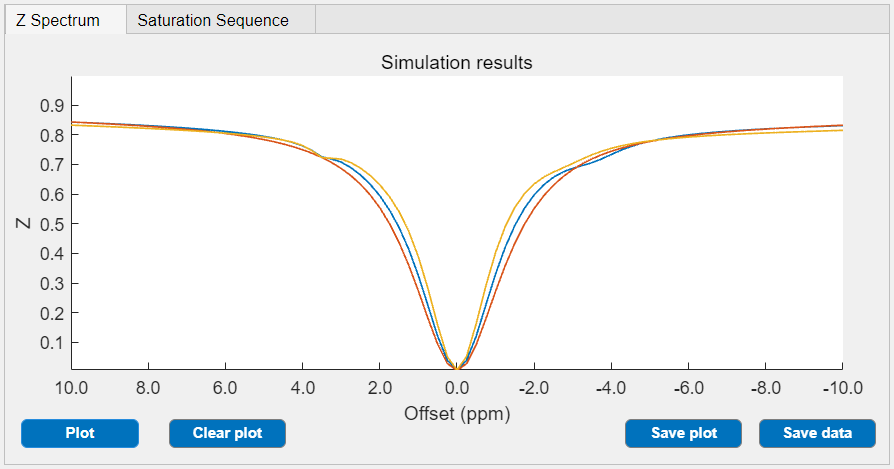 Z Spectrum
Saturation Sequence
Simulation results
Z
0.9
0.8
0.7
0.6
0.5
0.4
0.3
0.2
0.1
10.0 8.0 6.0 4.0 2.0 0.0 -2.0 -4.0 -6.0 -8.0 -10.0
Offset (ppm)
Plot
Clear plot
Save plot
Save data